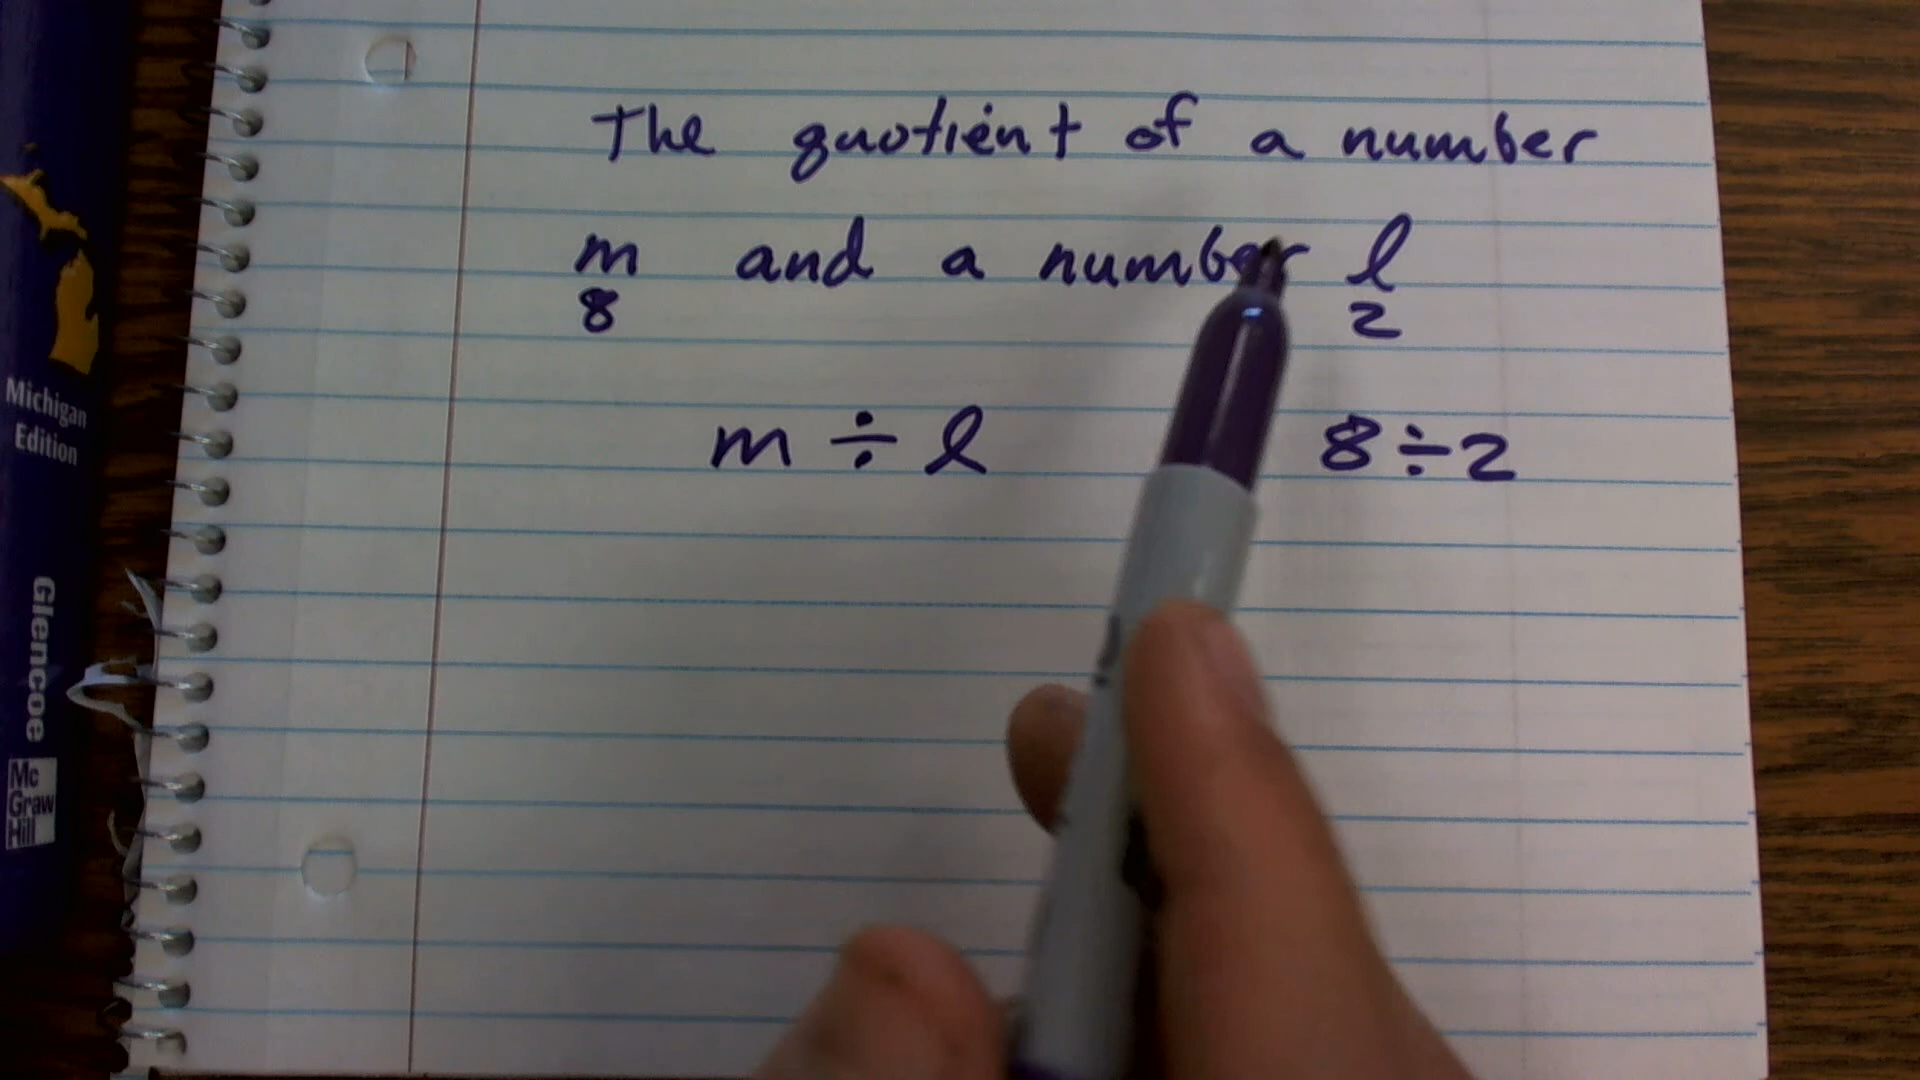 The quotient of a number
m and a number l
8 2
m ÷ l 8 ÷ 2
Michigan
Edition
Glencoe
Mc
Graw
Hill